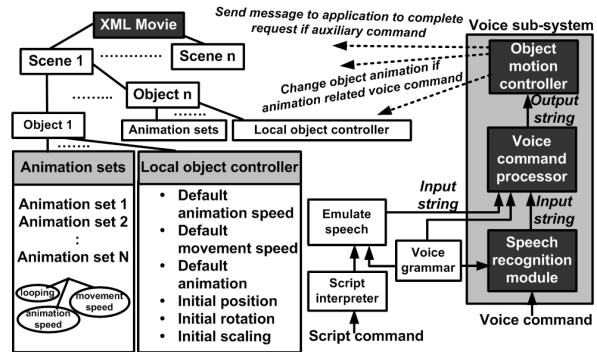 XML Movie
Scene 1
Scene n
Object n
Object 1
Animation sets
Local object controller
Send message to application to complete
request if auxiliary command
Change object animation if
animation related voice command
Voice sub-system
Object
motion
controller
Output
string
Voice
command
processor
Input
string
Input
string
Speech
recognition
module
Voice command
Emulate
speech
Voice
grammar
Script
interpreter
Script command
Animation sets
Animation set 1
Animation set 2
:
Animation set N
looping
movement
speed
animation
speed
Local object controller
• Default
animation speed
• Default
movement speed
• Default
animation
• Initial position
• Initial rotation
• Initial scaling